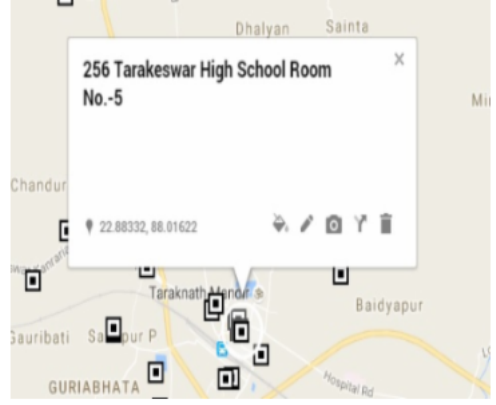 Dhalyan
Sainta
256 Tarakeswar High School Room
No.-5
Chandur
22.88332, 88.01622
Taraknath Mandir
Baidyapur
GURIABHATA
Hospital Rd